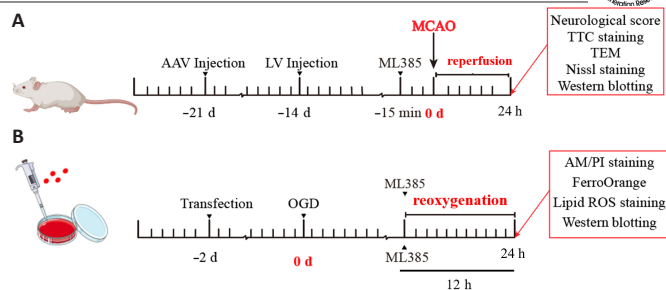 neration Rese
A
MCAO
AAV Injection LV Injection ML385 reperfusion
−21 d −14 d −15 min 0 d 24 h
Neurological score
TTC staining
TEM
Nissl staining
Western blotting
B
ML385
Transfection OGD reoxygenation
−2 d 0 d ML385 24 h
12 h
AM/PI staining
FerroOrange
Lipid ROS staining
Western blotting